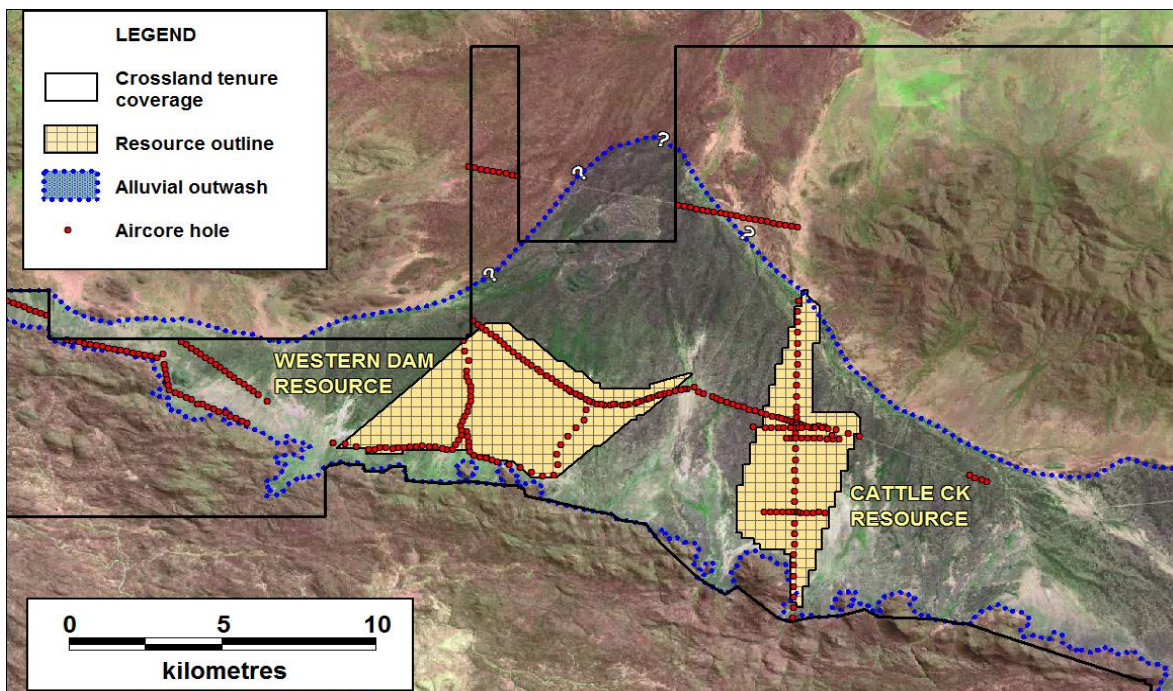 LEGEND
Crossland tenure
coverage
Resource outline
Alluvial outwash
Aircore hole
?
?
?
?
WESTERN DAM
RESOURCE
CATTLE CK
RESOURCE
0 5 10
kilometres